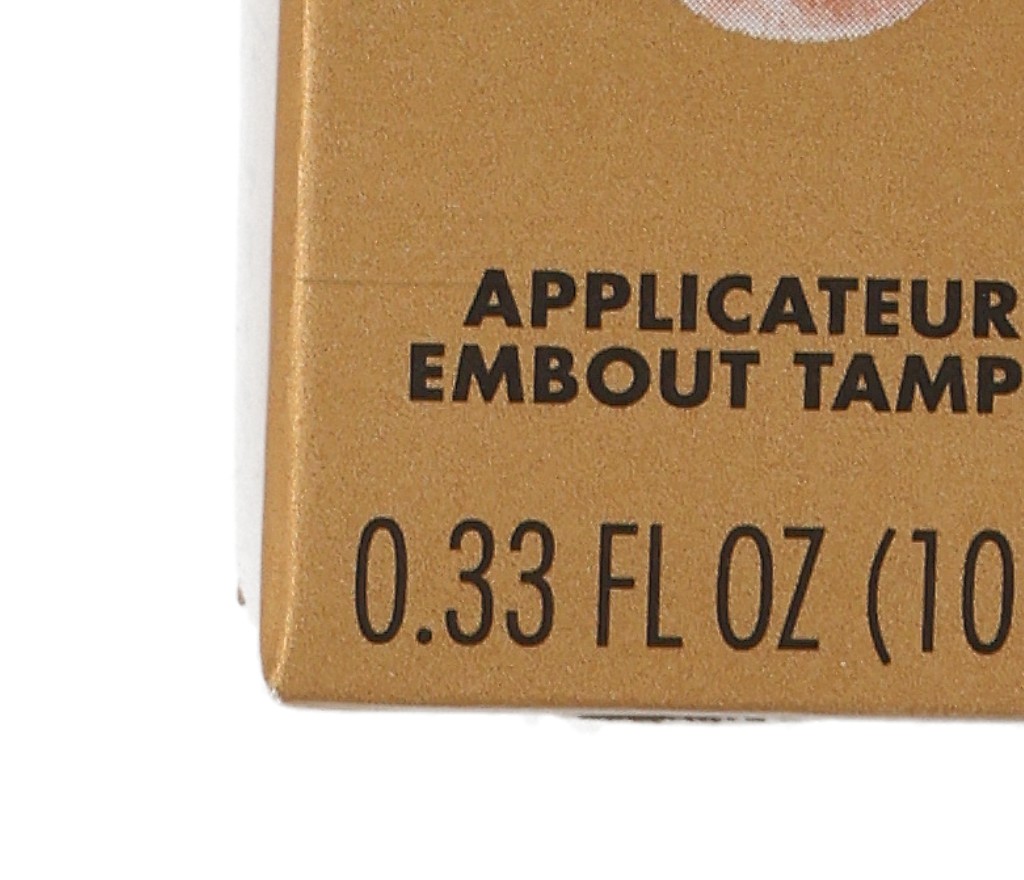 APPLICATEUR
EMBOUT TAMP
0.33 FL OZ (10